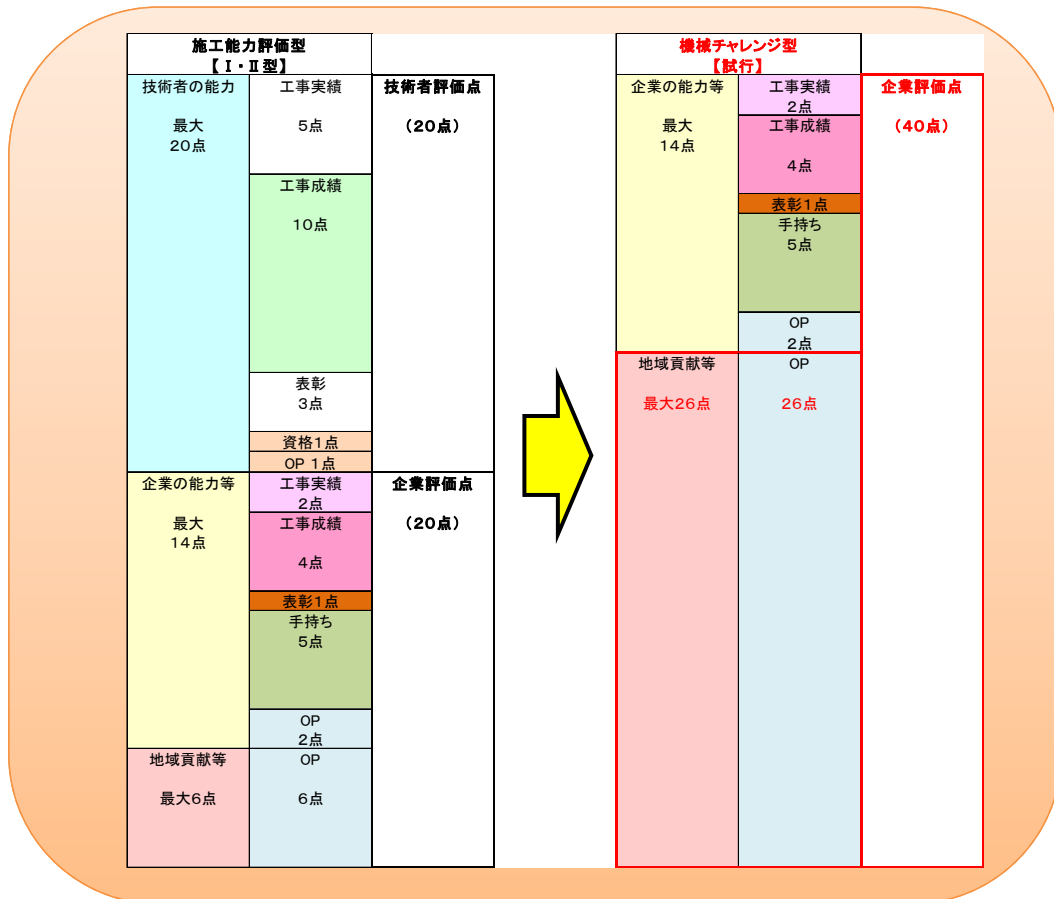 施工能力評価型
【Ⅰ・Ⅱ型】
技術者の能力
最大
20点
工事実績
5点
技術者評価点
(20点)
工事成績
10点
表彰
3点
資格1点
OP 1点
企業の能力等
最大
14点
工事実績
2点
企業評価点
(20点)
工事成績
4点
表彰1点
手持ち
5点
OP
2点
地域貢献等
最大6点
OP
6点
機械チャレンジ型
【試行】
企業の能力等
最大
14点
工事実績
2点
企業評価点
(40点)
工事成績
4点
表彰1点
手持ち
5点
OP
2点
地域貢献等
最大26点
OP
26点